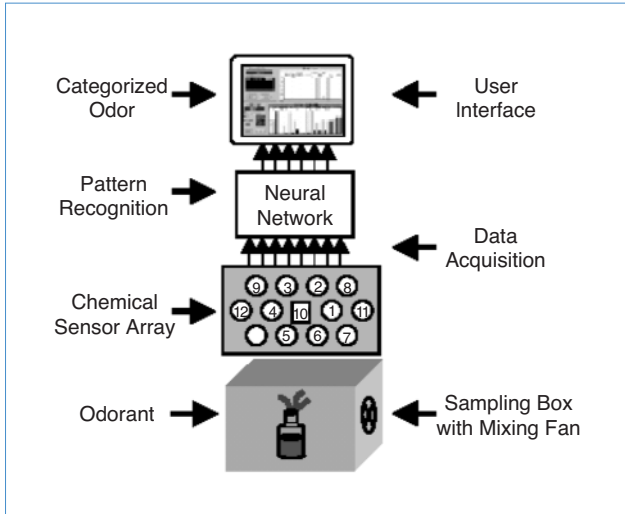 Categorized
Odor
User
Interface
Pattern
Recognition
Neural
Network
Data
Acquisition
Chemical
Sensor Array
9 3 2 8
12 4 10 1 11
5 6 7
Odorant
Sampling Box
with Mixing Fan